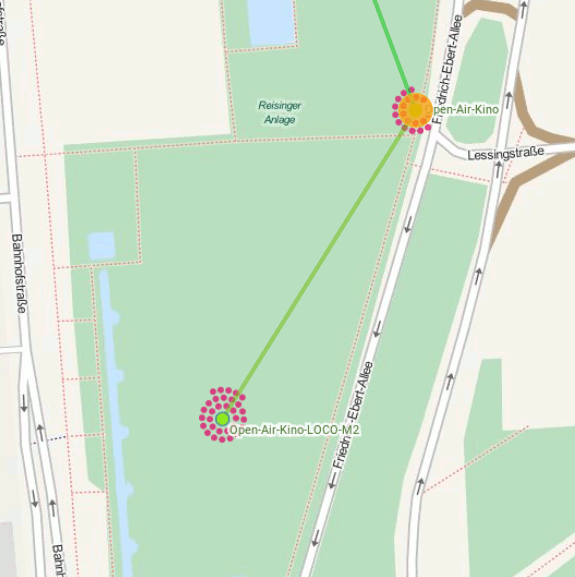 Friedrich-Ebert-Allee
Open-Air-Kino
Reisinger
Anlage
Lessingstraße
Bahnhofstraße
Friedrich-Ebert-Allee
Open-Air-Kino-LOCO-M2